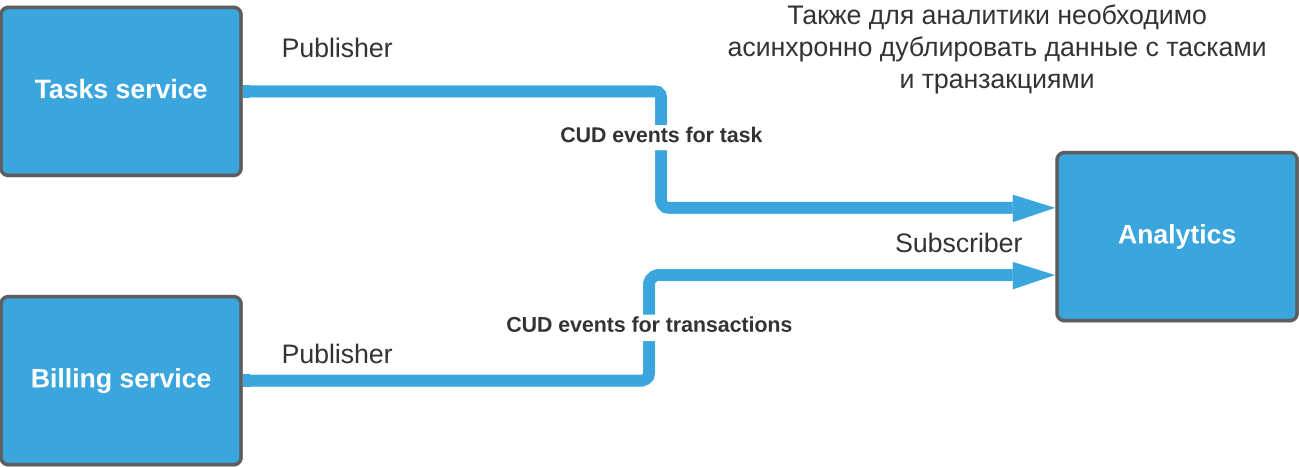 Также для аналитики необходимо
асинхронно дублировать данные с тасками
и транзакциями
Publisher
Tasks service
CUD events for task
Analytics
Subscriber
CUD events for transactions
Publisher
Billing service